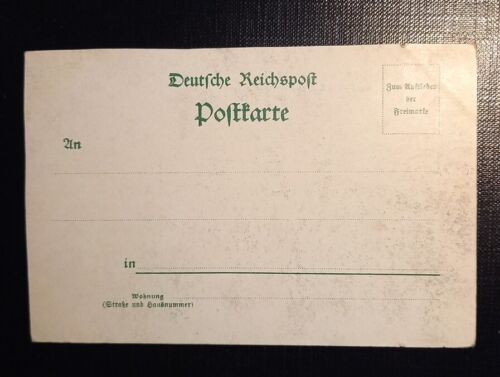 Deutsche Reichspost
Postkarte
Zum Aufkleben
der
Freimarke
An
in
Wohnung
(Straße und Hausnummer)